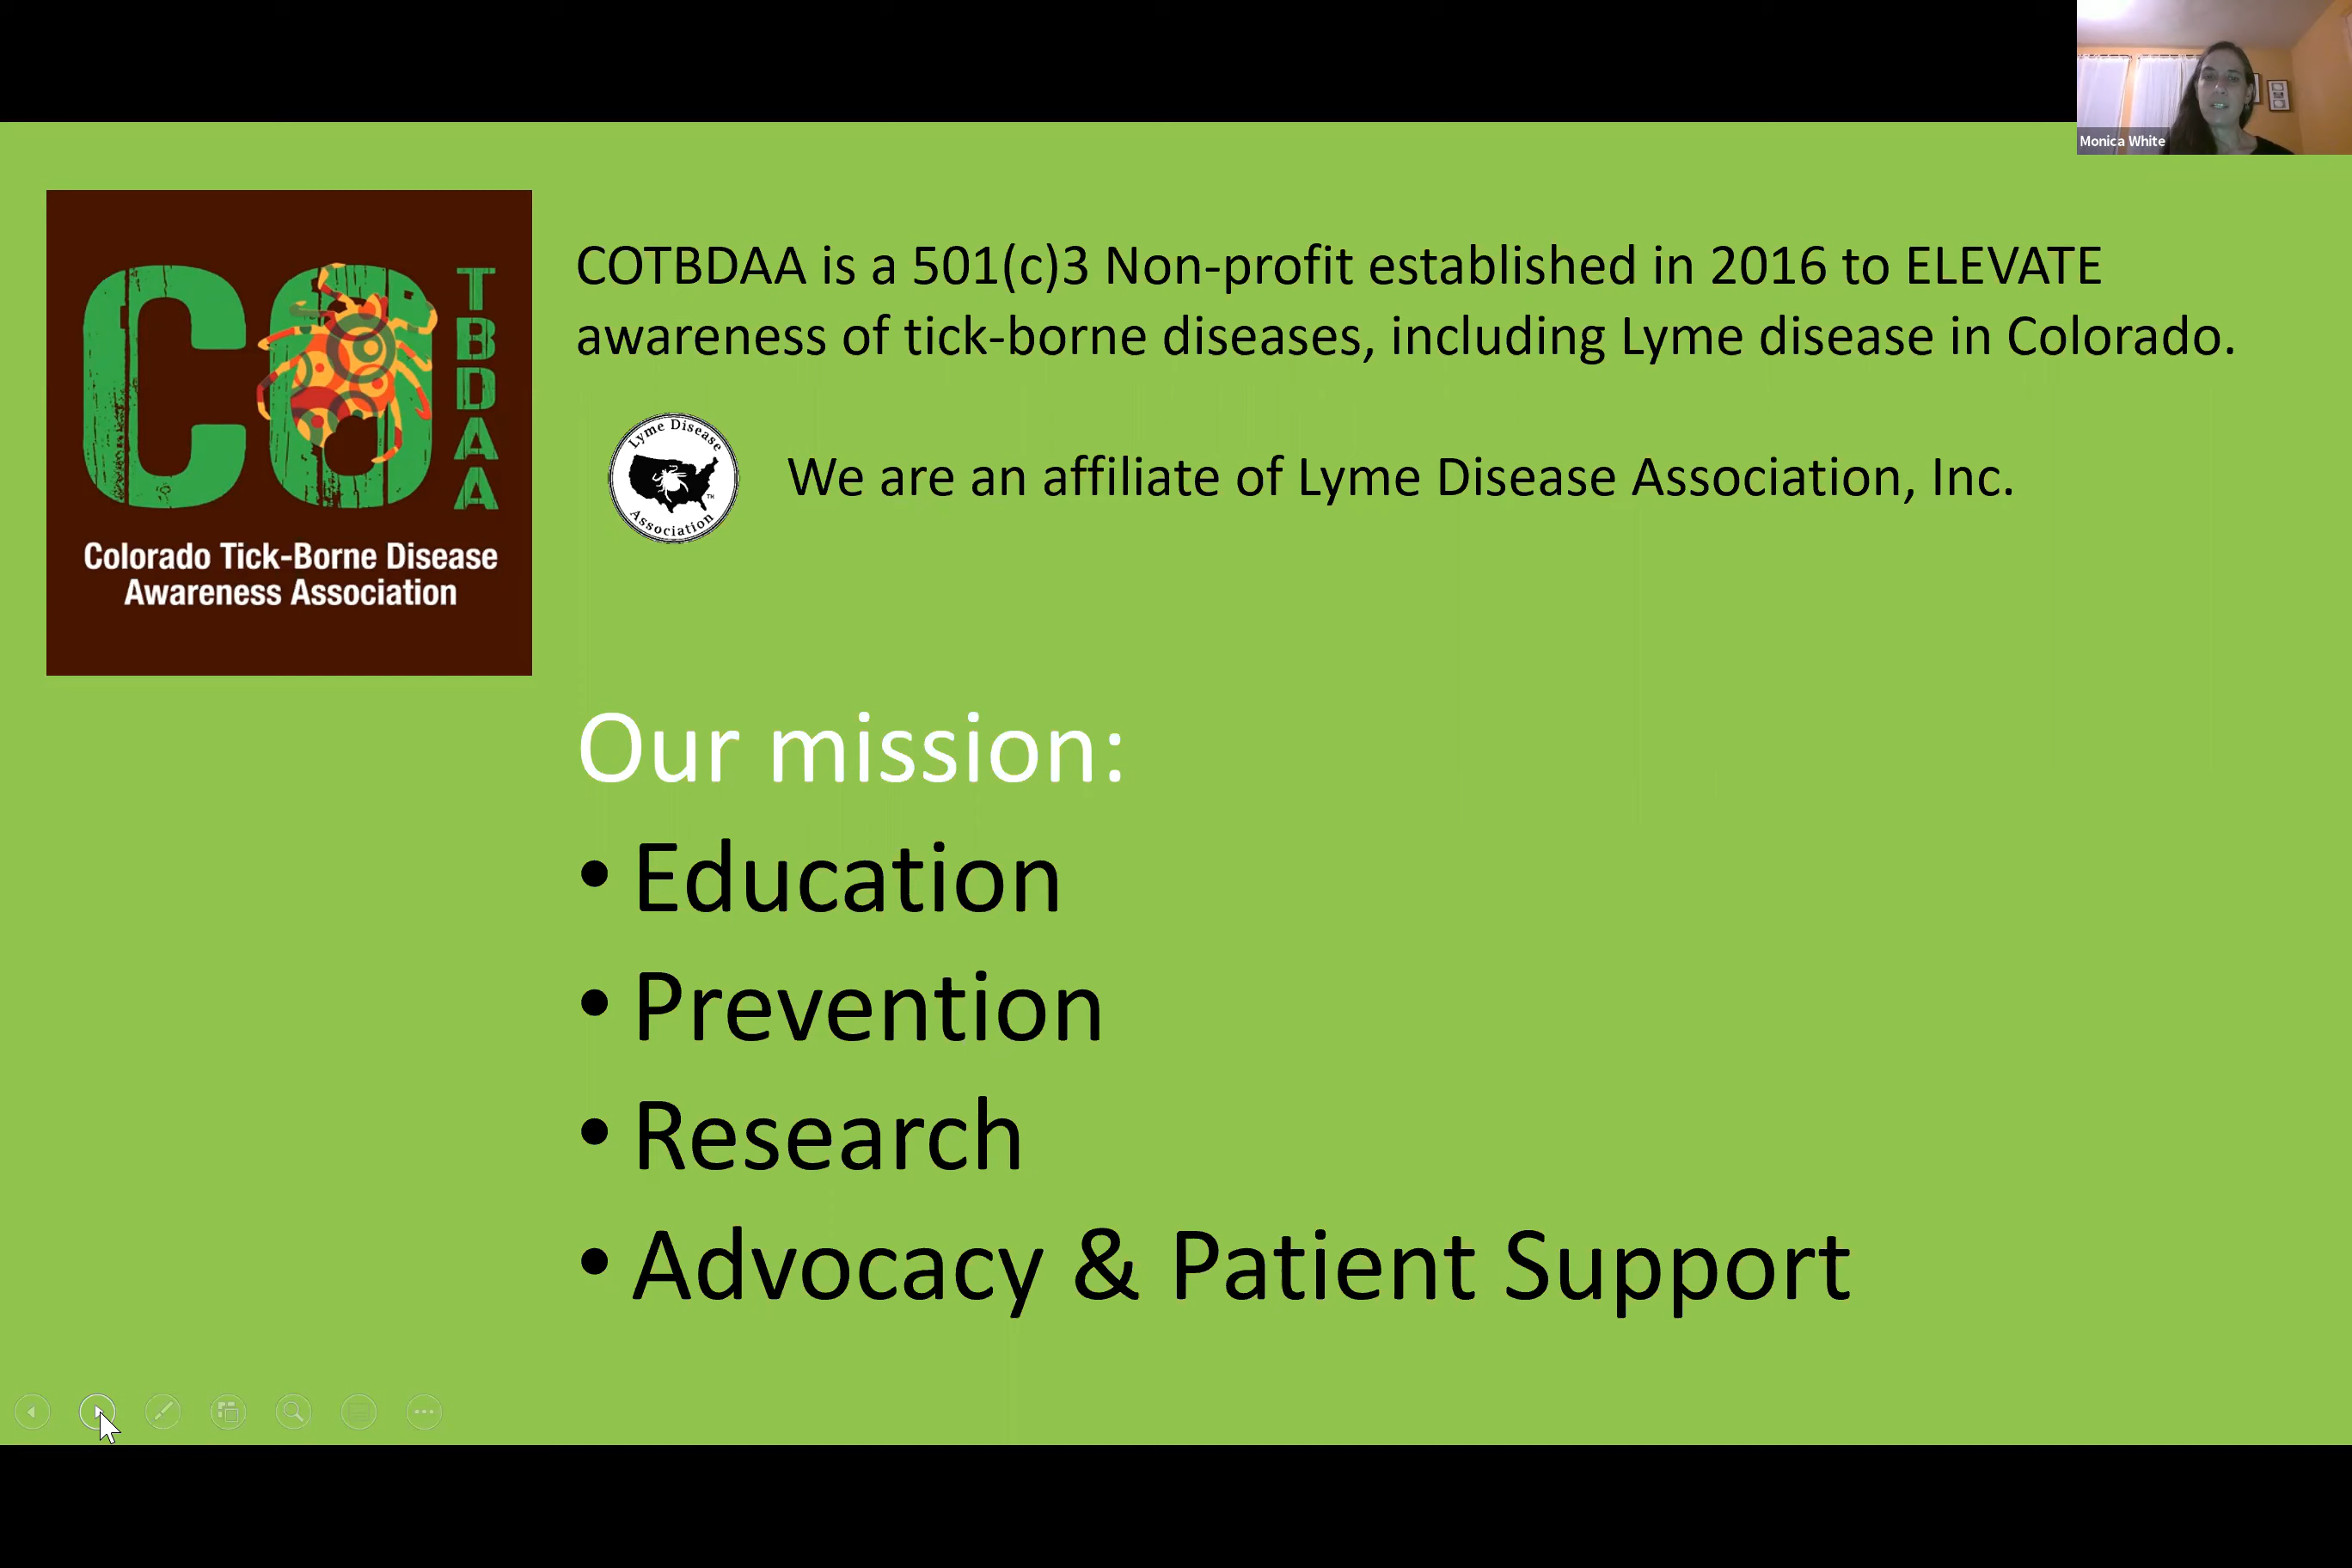 Monica White
CO
TBDAA
Colorado Tick-Borne Disease
Awareness Association
COTBDAA is a 501(c)3 Non-profit established in 2016 to ELEVATE
awareness of tick-borne diseases, including Lyme disease in Colorado.
Lyme Disease
Association
TM
We are an affiliate of Lyme Disease Association, Inc.
Our mission:
• Education
• Prevention
• Research
• Advocacy & Patient Support